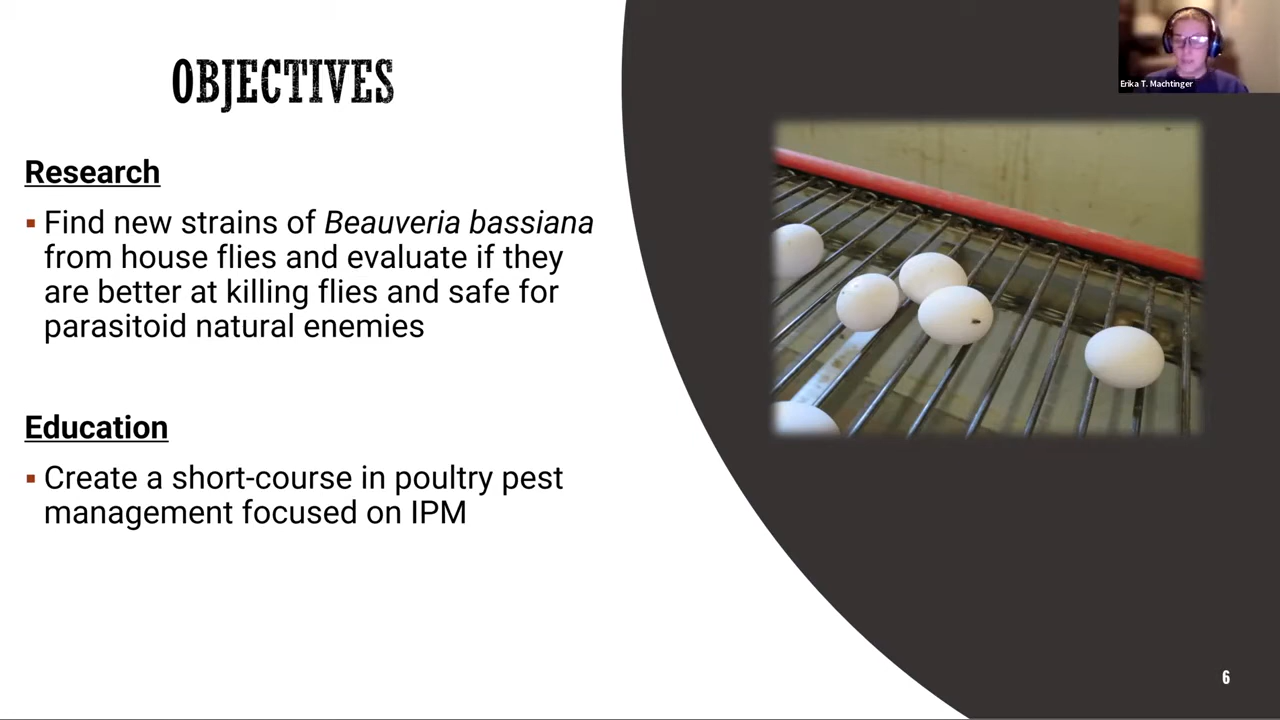 OBJECTIVES
Research
▪ Find new strains of Beauveria bassiana
from house flies and evaluate if they
are better at killing flies and safe for
parasitoid natural enemies
Education
▪ Create a short-course in poultry pest
management focused on IPM
Erika T. Machtinger
6